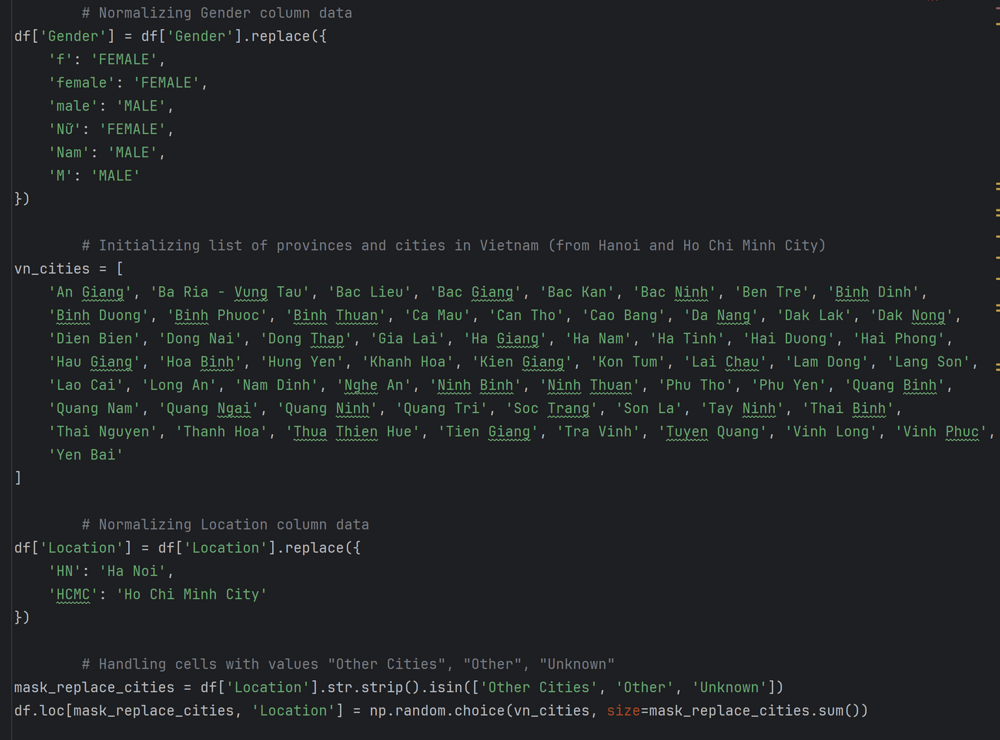 # Normalizing Gender column data
df['Gender'] = df['Gender'].replace({
'f': 'FEMALE',
'female': 'FEMALE',
'male': 'MALE',
'Nữ': 'FEMALE',
'Nam': 'MALE',
'M': 'MALE'
})
# Initializing list of provinces and cities in Vietnam (from Hanoi and Ho Chi Minh City)
vn_cities = [
'An Giang', 'Ba Ria - Vung Tau', 'Bac Lieu', 'Bac Giang', 'Bac Kan', 'Bac Ninh', 'Ben Tre', 'Binh Dinh',
'Binh Duong', 'Binh Phuoc', 'Binh Thuan', 'Ca Mau', 'Can Tho', 'Cao Bang', 'Da Nang', 'Dak Lak', 'Dak Nong',
'Dien Bien', 'Dong Nai', 'Dong Thap', 'Gia Lai', 'Ha Giang', 'Ha Nam', 'Ha Tinh', 'Hai Duong', 'Hai Phong',
'Hau Giang', 'Hoa Binh', 'Hung Yen', 'Khanh Hoa', 'Kien Giang', 'Kon Tum', 'Lai Chau', 'Lam Dong', 'Lang Son',
'Lao Cai', 'Long An', 'Nam Dinh', 'Nghe An', 'Ninh Binh', 'Ninh Thuan', 'Phu Tho', 'Phu Yen', 'Quang Binh',
'Quang Nam', 'Quang Ngai', 'Quang Ninh', 'Quang Tri', 'Soc Trang', 'Son La', 'Tay Ninh', 'Thai Binh',
'Thai Nguyen', 'Thanh Hoa', 'Thua Thien Hue', 'Tien Giang', 'Tra Vinh', 'Tuyen Quang', 'Vinh Long', 'Vinh Phuc',
'Yen Bai'
]
# Normalizing Location column data
df['Location'] = df['Location'].replace({
'HN': 'Ha Noi',
'HCMC': 'Ho Chi Minh City'
})
# Handling cells with values "Other Cities", "Other", "Unknown"
mask_replace_cities = df['Location'].str.strip().isin(['Other Cities', 'Other', 'Unknown'])
df.loc[mask_replace_cities, 'Location'] = np.random.choice(vn_cities, size=mask_replace_cities.sum())